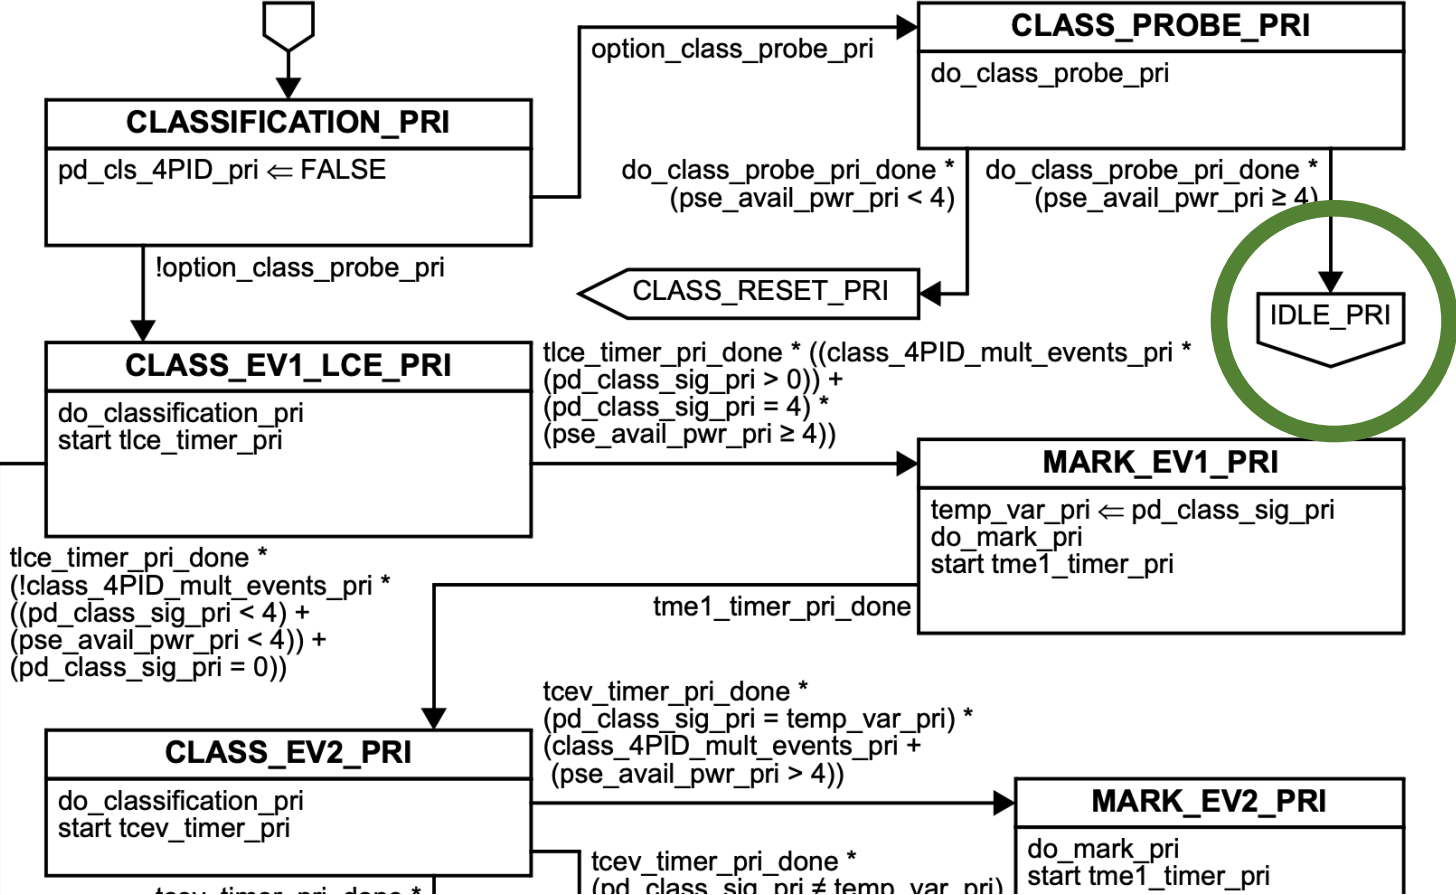 CLASS_PROBE_PRI
option_class_probe_pri
do_class_probe_pri
CLASSIFICATION_PRI
pd_cls_4PID_pri ⇐ FALSE
do_class_probe_pri_done *
(pse_avail_pwr_pri < 4)
do_class_probe_pri_done *
(pse_avail_pwr_pri ≥ 4)
!option_class_probe_pri
CLASS_RESET_PRI
IDLE_PRI
CLASS_EV1_LCE_PRI
do_classification_pri
start tlce_timer_pri
tlce_timer_pri_done * ((class_4PID_mult_events_pri *
(pd_class_sig_pri > 0)) +
(pd_class_sig_pri = 4) *
(pse_avail_pwr_pri ≥ 4))
MARK_EV1_PRI
temp_var_pri ⇐ pd_class_sig_pri
do_mark_pri
start tme1_timer_pri
tlce_timer_pri_done *
(!class_4PID_mult_events_pri *
((pd_class_sig_pri < 4) +
(pse_avail_pwr_pri < 4)) +
(pd_class_sig_pri = 0))
tme1_timer_pri_done
tcev_timer_pri_done *
(pd_class_sig_pri = temp_var_pri) *
(class_4PID_mult_events_pri +
(pse_avail_pwr_pri > 4))
CLASS_EV2_PRI
do_classification_pri
start tcev_timer_pri
MARK_EV2_PRI
do_mark_pri
start tme1_timer_pri
tcev_timer_pri_done *
(pd_class_sig_pri ≠ temp_var_pri)
tcev_timer_pri_done *